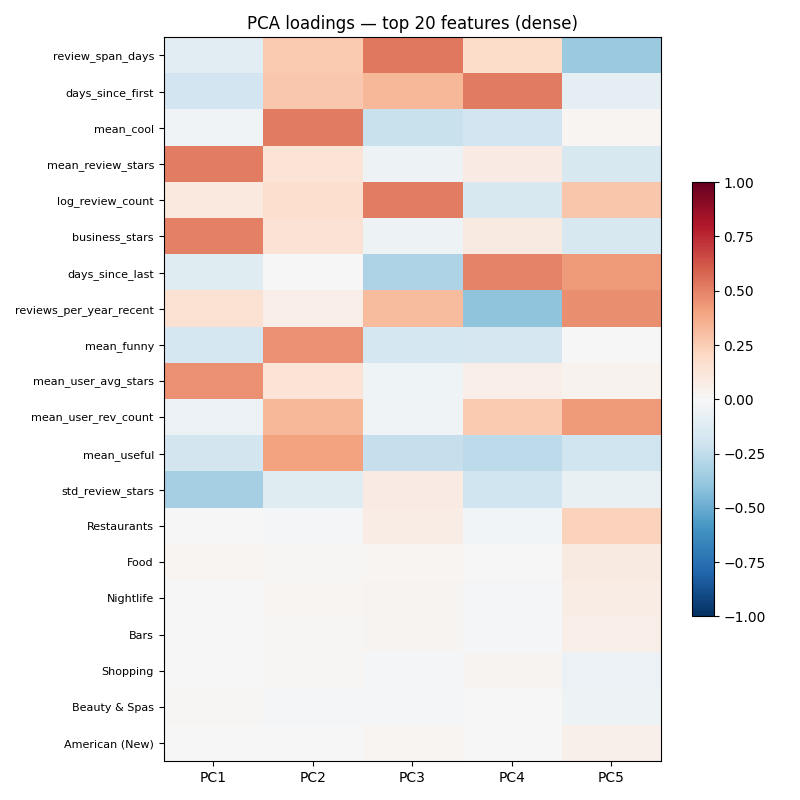 PCA loadings — top 20 features (dense)
review_span_days
days_since_first
mean_cool
mean_review_stars
log_review_count
business_stars
days_since_last
reviews_per_year_recent
mean_funny
mean_user_avg_stars
mean_user_rev_count
mean_useful
std_review_stars
Restaurants
Food
Nightlife
Bars
Shopping
Beauty & Spas
American (New)
PC1 PC2 PC3 PC4 PC5
1.00
0.75
0.50
0.25
0.00
−0.25
−0.50
−0.75
−1.00